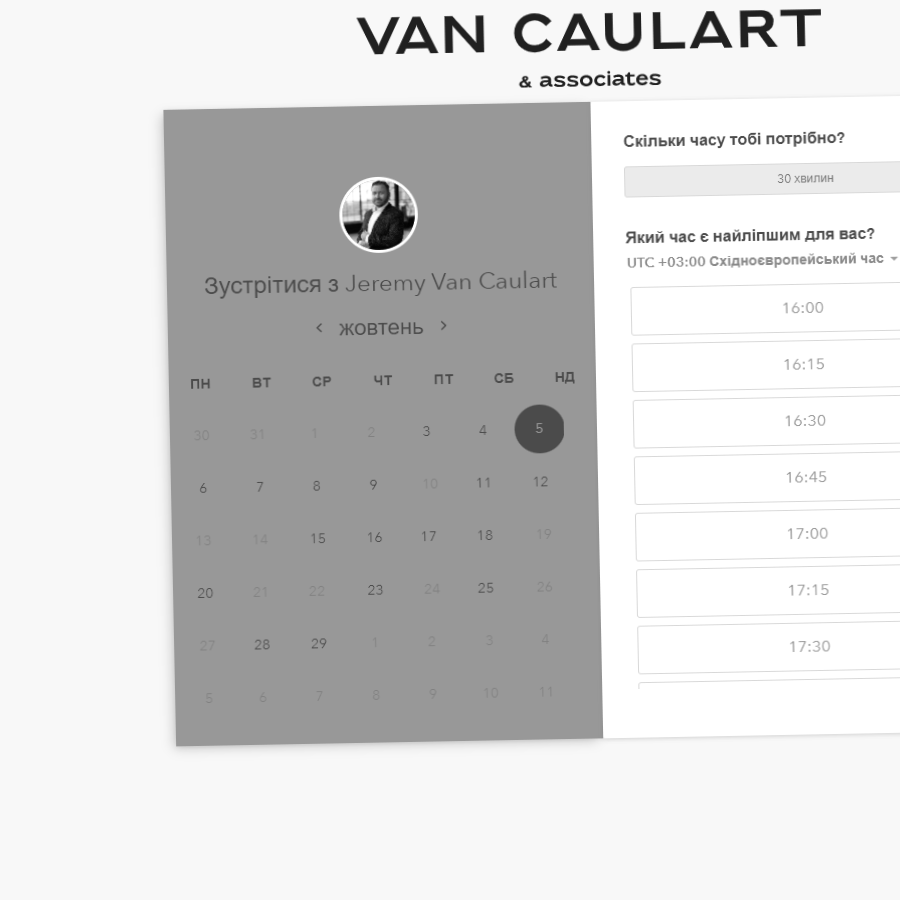 VAN CAULART
& associates
Зустрітися з Jeremy Van Caulart
жовтень
ПН ВТ СР ЧТ ПТ СБ НД
30 31 1 2 3 4 5
6 7 8 9 10 11 12
13 14 15 16 17 18 19
20 21 22 23 24 25 26
27 28 29 1 2 3 4
5 6 7 8 9 10 11
Скільки часу тобі потрібно?
30 хвилин
Який час є найліпшим для вас?
UTC +03:00 Східноєвропейський час
16:00
16:15
16:30
16:45
17:00
17:15
17:30